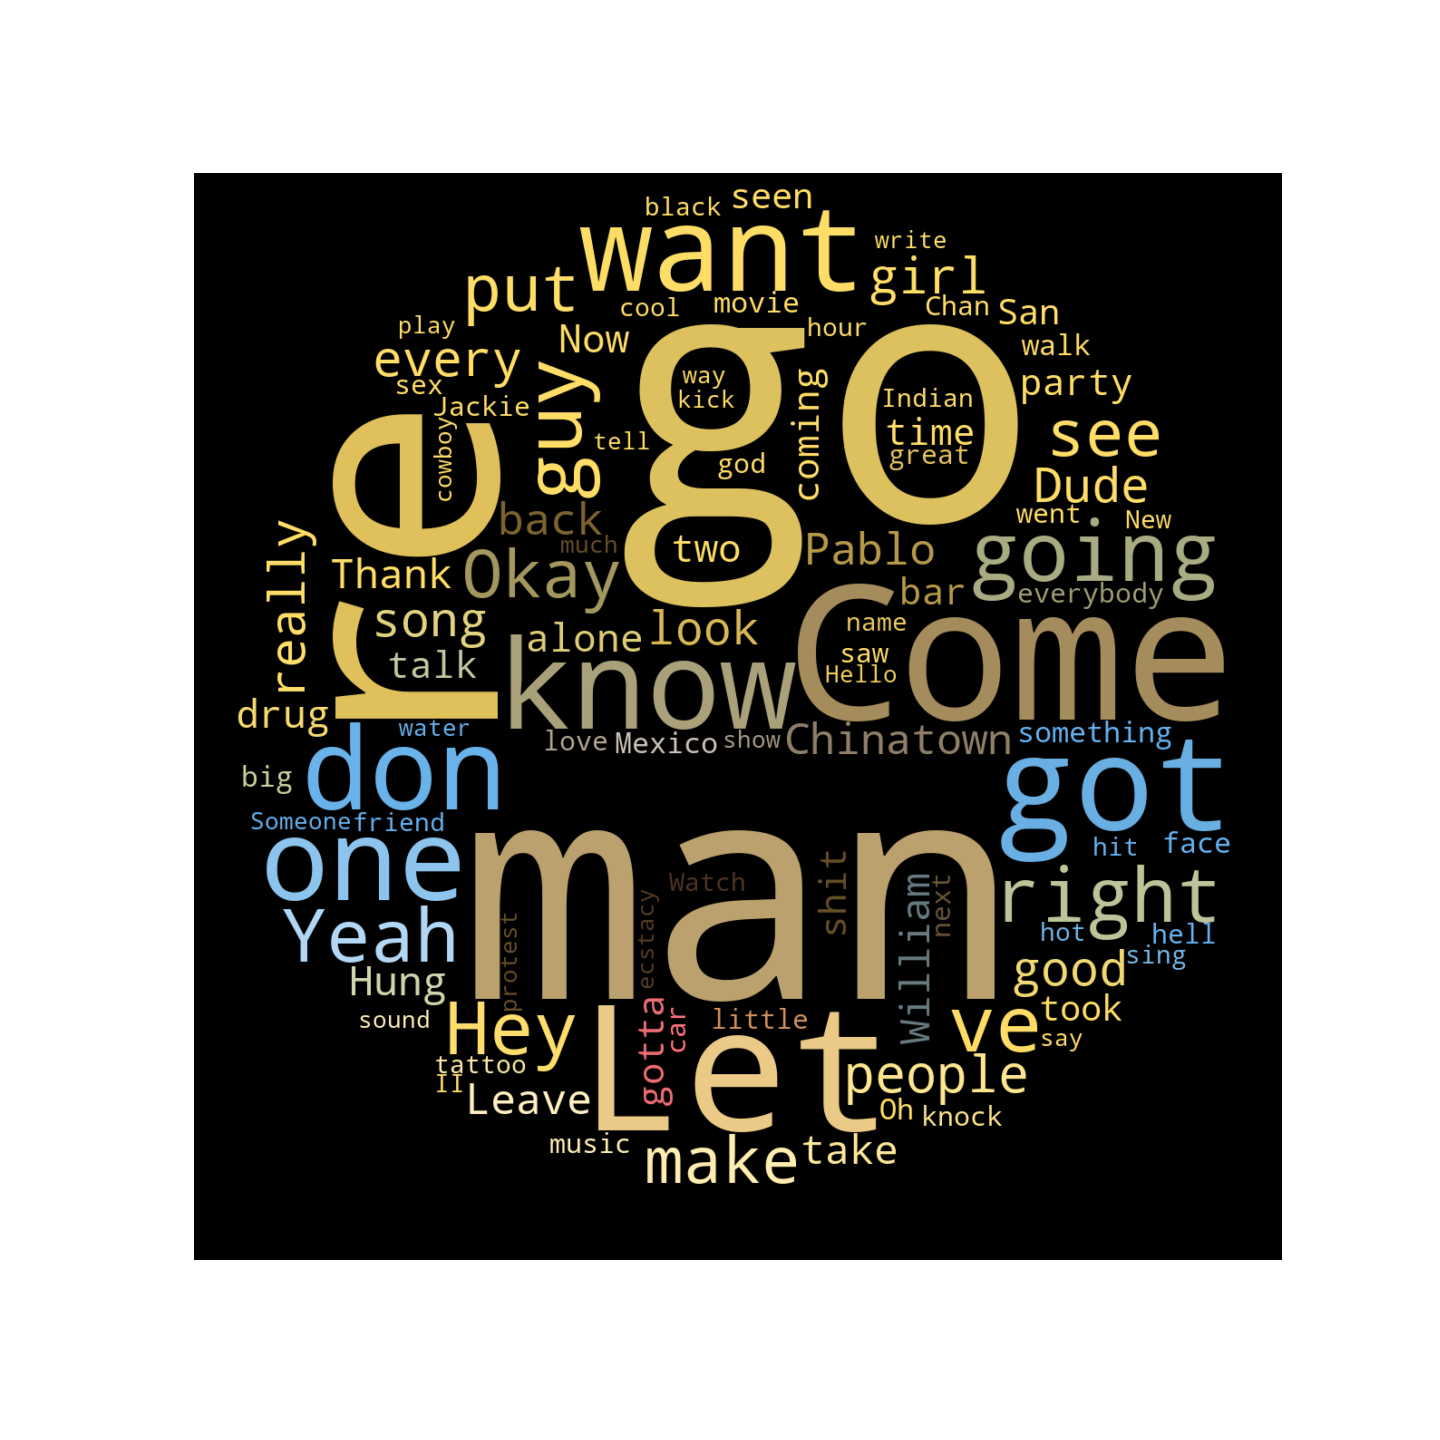 black
seen
want
write
put
girl
cool
movie
Chan
San
play
Now
hour
walk
every
go
way
sex
kick
Indian
party
Jackie
guy
coming
time
see
cowboy
tell
god
great
Dude
re
back
went
New
really
much
two
Pablo
going
Thank
Okay
bar
everybody
song
alone
look
name
Come
talk
know
saw
Hello
drug
water
love
Mexico
show
Chinatown
something
big
don
got
Someone
friend
hit
face
one
man
Watch
shit
William
next
right
Yeah
protest
ecstacy
hot
hell
sing
Hung
good
sound
Hey
gotta
car
little
ve
took
say
tattoo
II
Leave
Let
people
Oh
knock
music
make
take